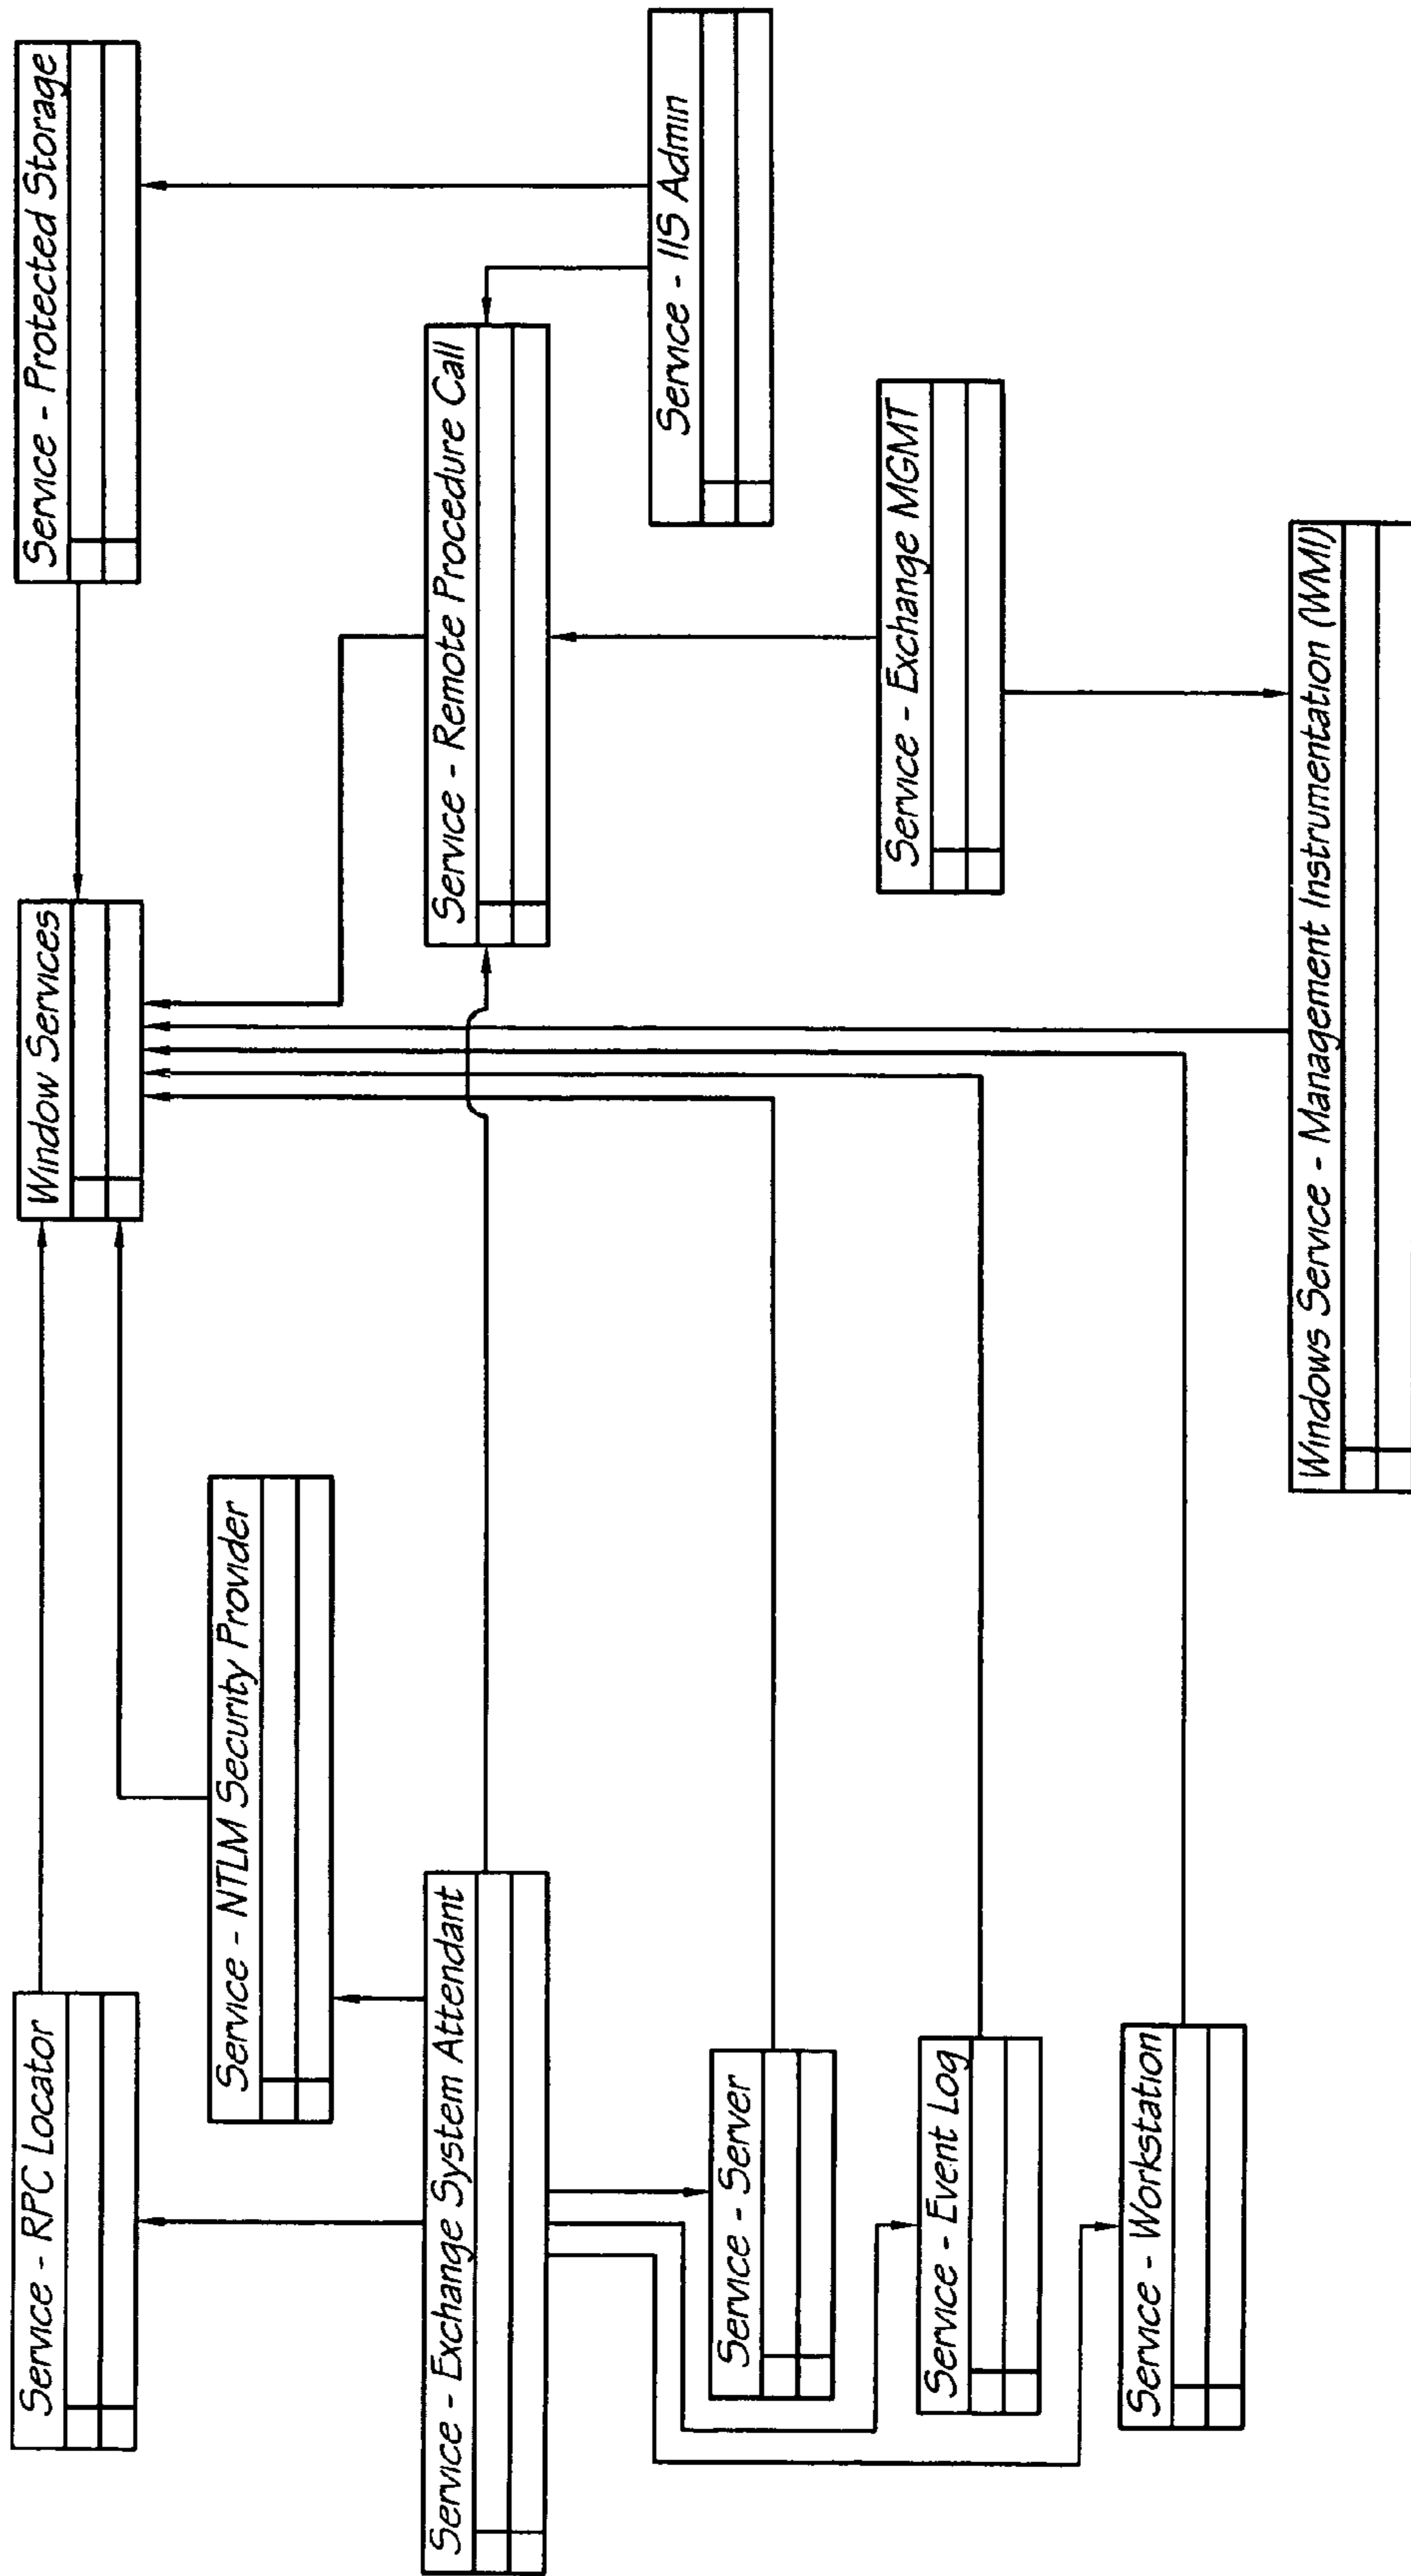 Service - RPC Locator
Window Services
Service - Protected Storage
Service - NTLM Security Provider
Service - Exchange System Attendant
Service - Remote Procedure Call
Service - IIS Admin
Service - Server
Service - Exchange MGMT
Service - Event Log
Service - Workstation
Windows Service - Management Instrumentation (WMI)